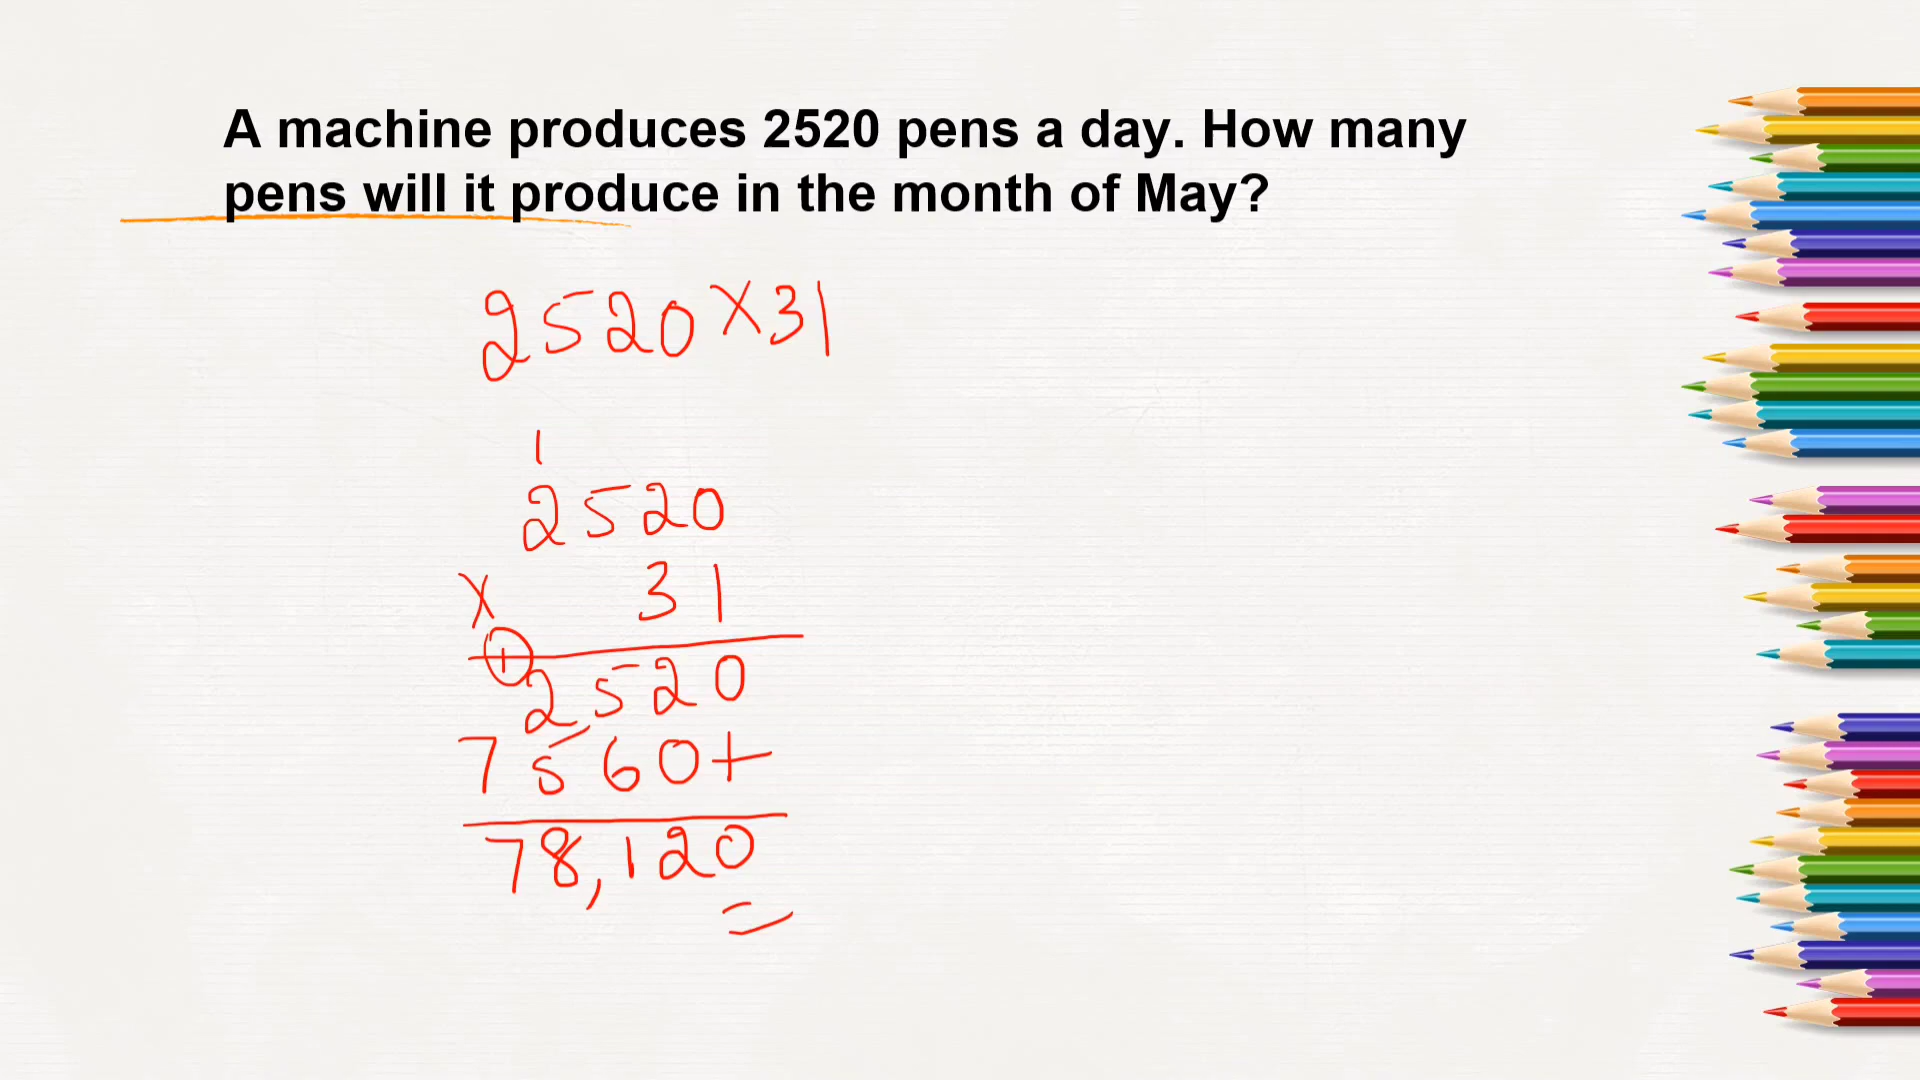 A machine produces 2520 pens a day. How many
pens will it produce in the month of May?
2520 X 31
1
2520
X 31
1
2520
7560+
78,120
=